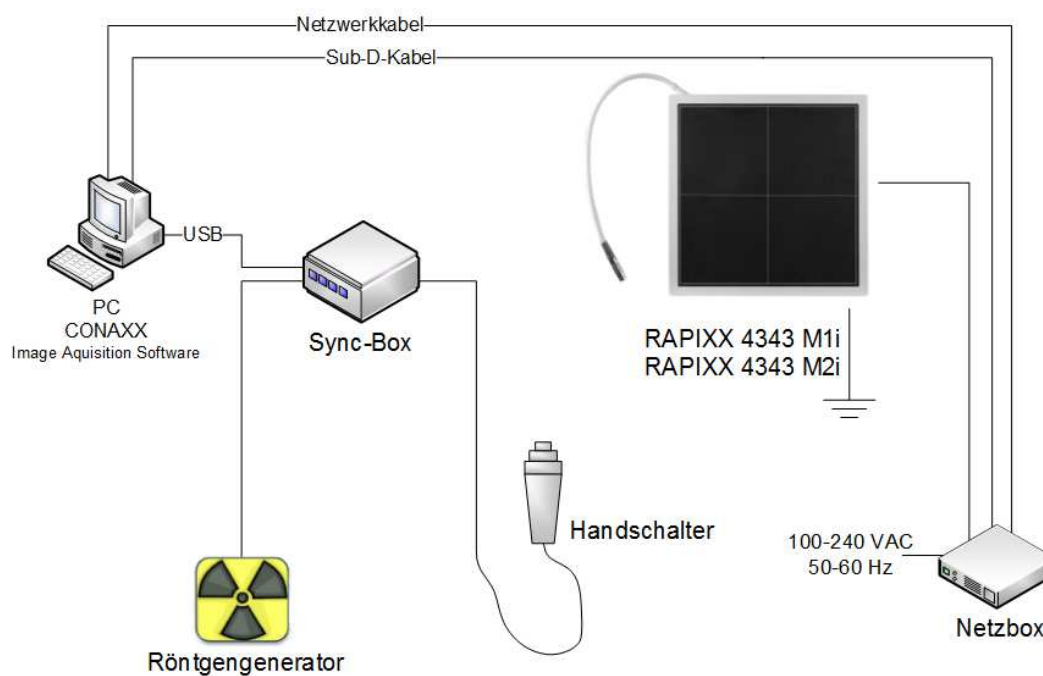 Netzwerkkabel
Sub-D-Kabel
USB
PC
CONAXX
Image Aquisition Software
Sync-Box
RAPIXX 4343 M1i
RAPIXX 4343 M2i
Handschalter
100-240 VAC
50-60 Hz
Netzbox
Röntgengenerator